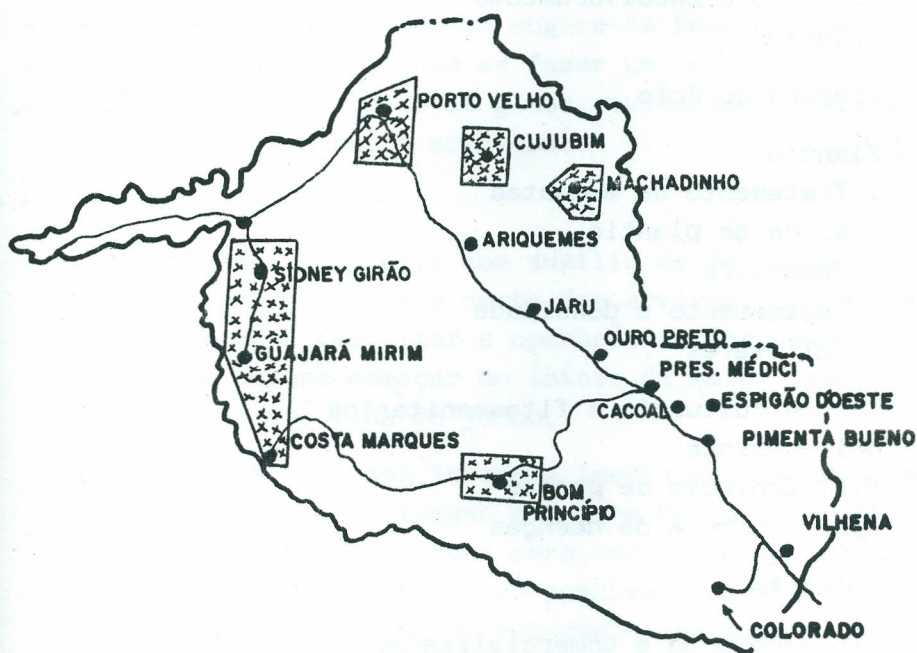 PORTO VELHO
CUJUBIM
MACHADINHO
ARIQUEMES
SIDNEY GIRÃO
JARU
OURO PRETO
GUAJARÁ MIRIM
PRES. MÉDICI
CACOAL
ESPIGÃO D'OESTE
PIMENTA BUENO
COSTA MARQUES
BOM
PRINCÍPIO
VILHENA
COLORADO